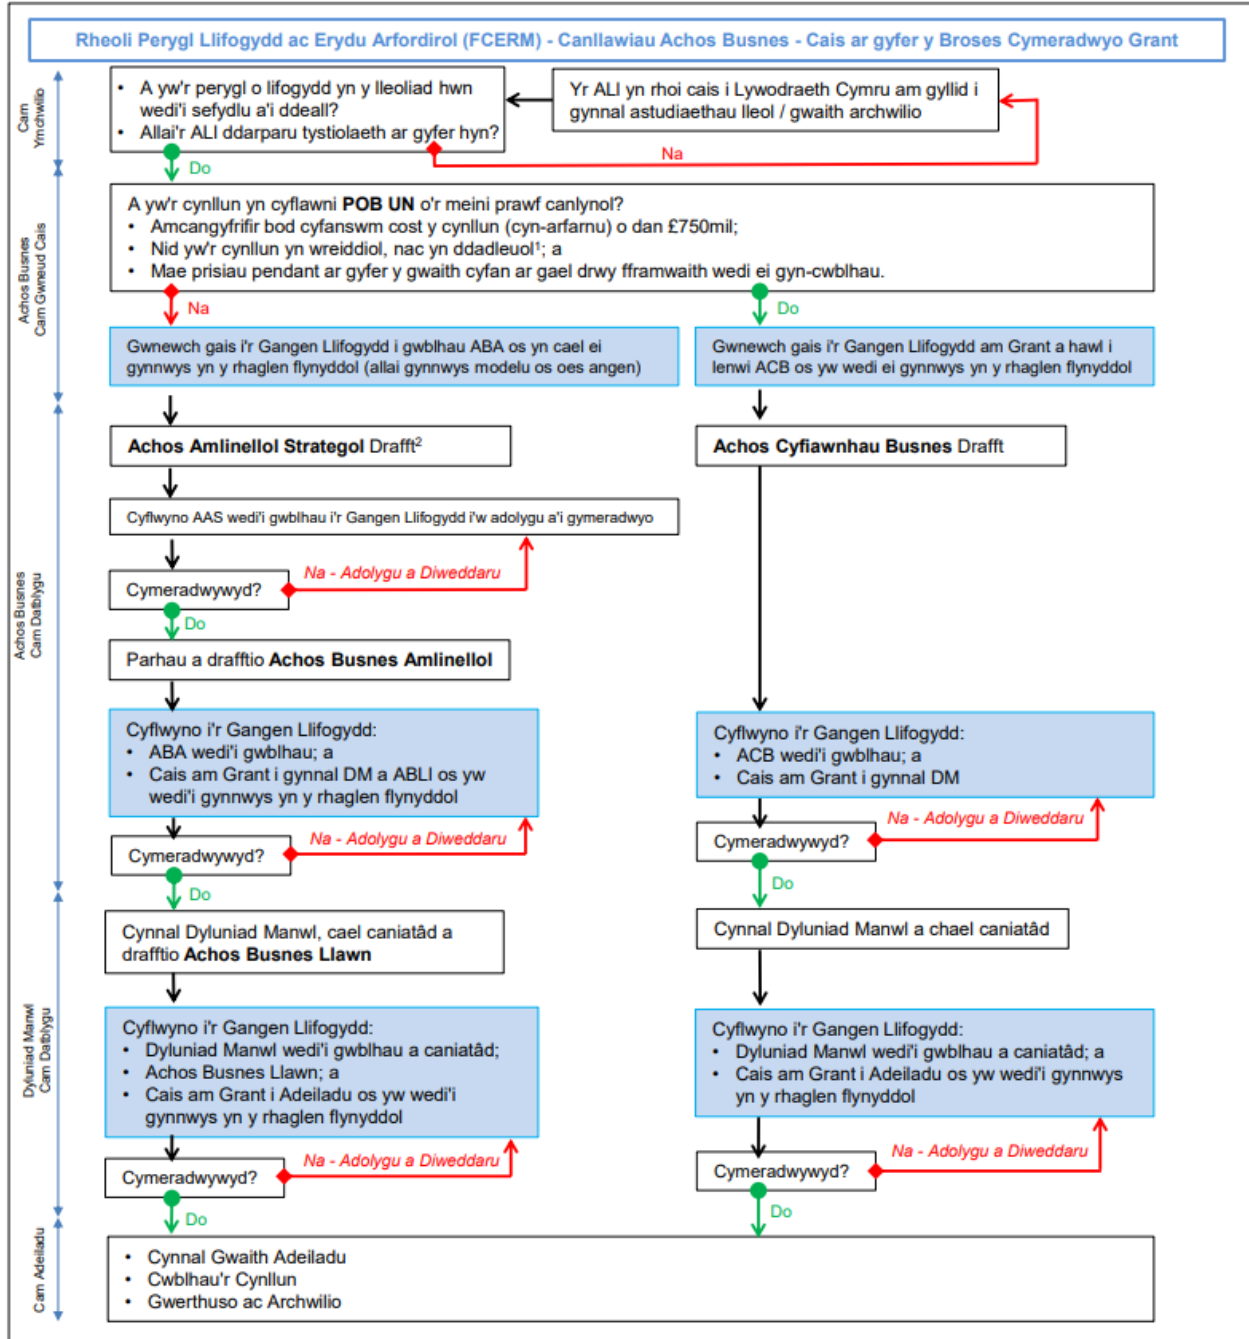 Rheoli Perygl Llifogydd ac Erydu Arfordirol (FCERM) - Canllawiau Achos Busnes - Cais ar gyfer y Broses Cymeradwyo Grant
Cam
Ymchwilio
• A yw'r perygl o lifogydd yn y lleoliad hwn
wedi'i sefydlu a'i ddeall?
• Allai'r ALI ddarparu tystiolaeth ar gyfer hyn?
Yr ALI yn rhoi cais i Lywodraeth Cymru am gyllid i
gynnal astudiaethau lleol / gwaith archwilio
Na
Do
Achos Busnes
Cam Gwneud Cais
A yw'r cynllun yn cyflawni POB UN o'r meini prawf canlynol?
• Amcangyfrifir bod cyfanswm cost y cynllun (cyn-arfarnu) o dan £750mil;
• Nid yw'r cynllun yn wreiddiol, nac yn ddadleuol¹; a
• Mae prisiau pendant ar gyfer y gwaith cyfan ar gael drwy fframwaith wedi ei gyn-cwblhau.
Na
Do
Gwnewch gais i'r Gangen Llifogydd i gwblhau ABA os yn cael ei
gynnwys yn y rhaglen flynyddol (allai gynnwys modelu os oes angen)
Gwnewch gais i'r Gangen Llifogydd am Grant a hawl i
lenwi ACB os yw wedi ei gynnwys yn y rhaglen flynyddol
Achos Busnes
Cam Datblygu
Achos Amlinellol Strategol Drafft²
Achos Cyfiawnhau Busnes Drafft
Cyflwyno AAS wedi'i gwblhau i'r Gangen Llifogydd i'w adolygu a'i gymeradwyo
Cymeradwywyd?
Na - Adolygu a Diweddaru
Do
Parhau a drafftio Achos Busnes Amlinellol
Cyflwyno i'r Gangen Llifogydd:
• ABA wedi'i gwblhau; a
• Cais am Grant i gynnal DM a ABLI os yw
wedi'i gynnwys yn y rhaglen flynyddol
Cyflwyno i'r Gangen Llifogydd:
• ACB wedi'i gwblhau; a
• Cais am Grant i gynnal DM
Cymeradwywyd?
Na - Adolygu a Diweddaru
Do
Cymeradwywyd?
Na - Adolygu a Diweddaru
Do
Dyluniad Manwl
Cam Datblygu
Cynnal Dyluniad Manwl, cael caniatâd a
drafftio Achos Busnes Llawn
Cynnal Dyluniad Manwl a chael caniatâd
Cyflwyno i'r Gangen Llifogydd:
• Dyluniad Manwl wedi'i gwblhau a caniatâd;
• Achos Busnes Llawn; a
• Cais am Grant i Adeiladu os yw wedi'i
gynnwys yn y rhaglen flynyddol
Cyflwyno i'r Gangen Llifogydd:
• Dyluniad Manwl wedi'i gwblhau a caniatâd; a
• Cais am Grant i Adeiladu os yw wedi'i gynnwys
yn y rhaglen flynyddol
Cymeradwywyd?
Na - Adolygu a Diweddaru
Do
Cymeradwywyd?
Na - Adolygu a Diweddaru
Do
Cam Adeiladu
• Cynnal Gwaith Adeiladu
• Cwblhau'r Cynllun
• Gwerthuso ac Archwilio